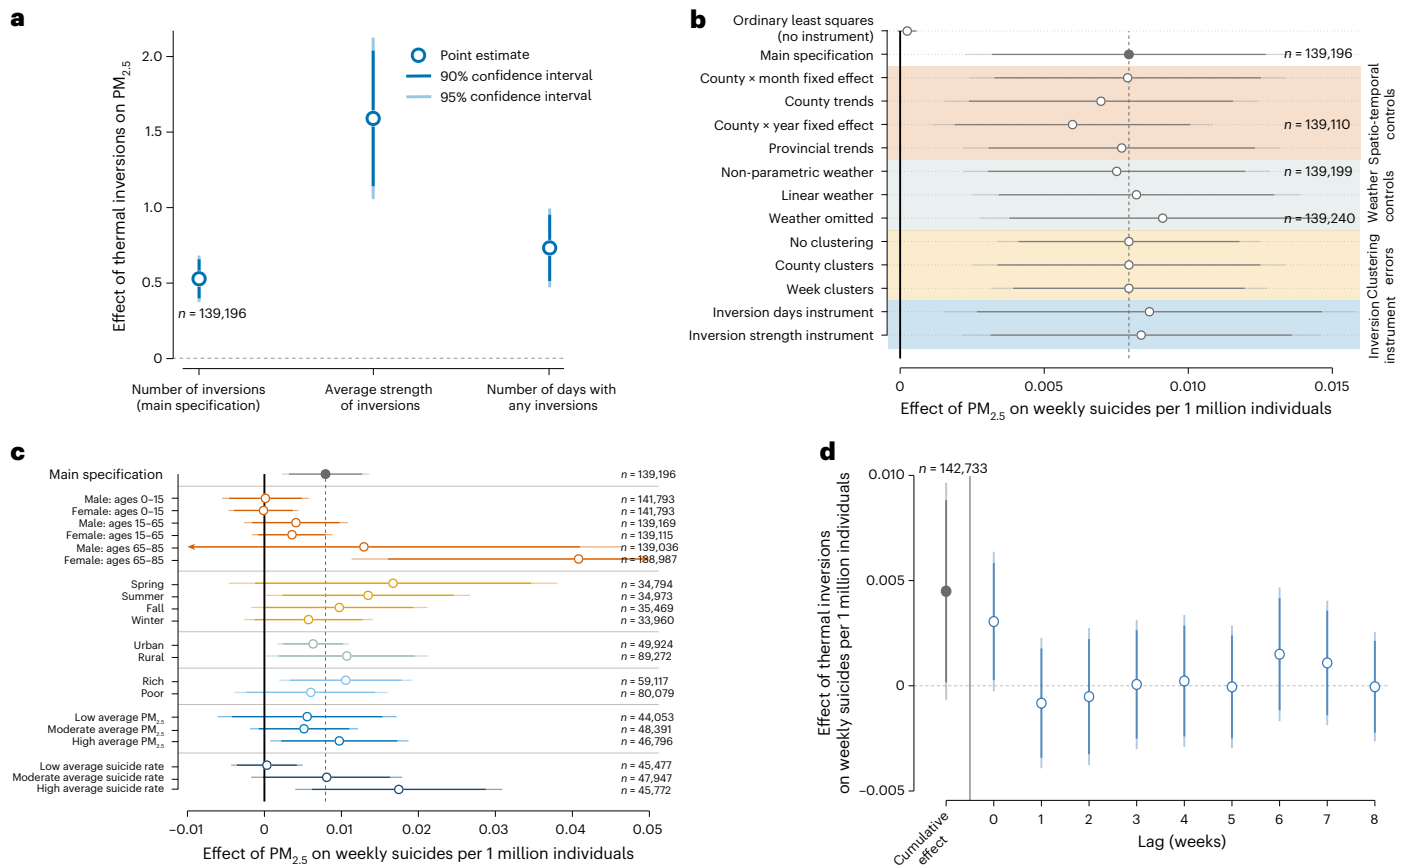 a
Effect of thermal inversions on PM2.5
2.0
1.5
1.0
0.5
0
Point estimate
90% confidence interval
95% confidence interval
n = 139,196
Number of inversions
(main specification)
Average strength
of inversions
Number of days with
any inversions
b
Ordinary least squares
(no instrument)
Main specification
n = 139,196
County × month fixed effect
County trends
County × year fixed effect
n = 139,110
Provincial trends
Non-parametric weather
n = 139,199
Linear weather
Weather omitted
n = 139,240
No clustering
County clusters
Week clusters
Inversion days instrument
Inversion strength instrument
Spatio-temporal
controls
Weather
controls
Clustering
errors
Inversion
instrument
0
0.005
0.010
0.015
Effect of PM2.5 on weekly suicides per 1 million individuals
c
Main specification
n = 139,196
Male: ages 0–15
n = 141,793
Female: ages 0–15
n = 141,793
Male: ages 15–65
n = 139,169
Female: ages 15–65
n = 139,115
Male: ages 65–85
n = 139,036
Female: ages 65–85
n = 138,987
Spring
n = 34,794
Summer
n = 34,973
Fall
n = 35,469
Winter
n = 33,960
Urban
n = 49,924
Rural
n = 89,272
Rich
n = 59,117
Poor
n = 80,079
Low average PM2.5
n = 44,053
Moderate average PM2.5
n = 48,391
High average PM2.5
n = 46,796
Low average suicide rate
n = 45,477
Moderate average suicide rate
n = 47,947
High average suicide rate
n = 45,772
–0.01
0
0.01
0.02
0.03
0.04
0.05
Effect of PM2.5 on weekly suicides per 1 million individuals
d
Effect of thermal inversions
on weekly suicides per 1 million individuals
n = 142,733
0.010
0.005
0
–0.005
Cumulative
effect
0
1
2
3
4
5
6
7
8
Lag (weeks)